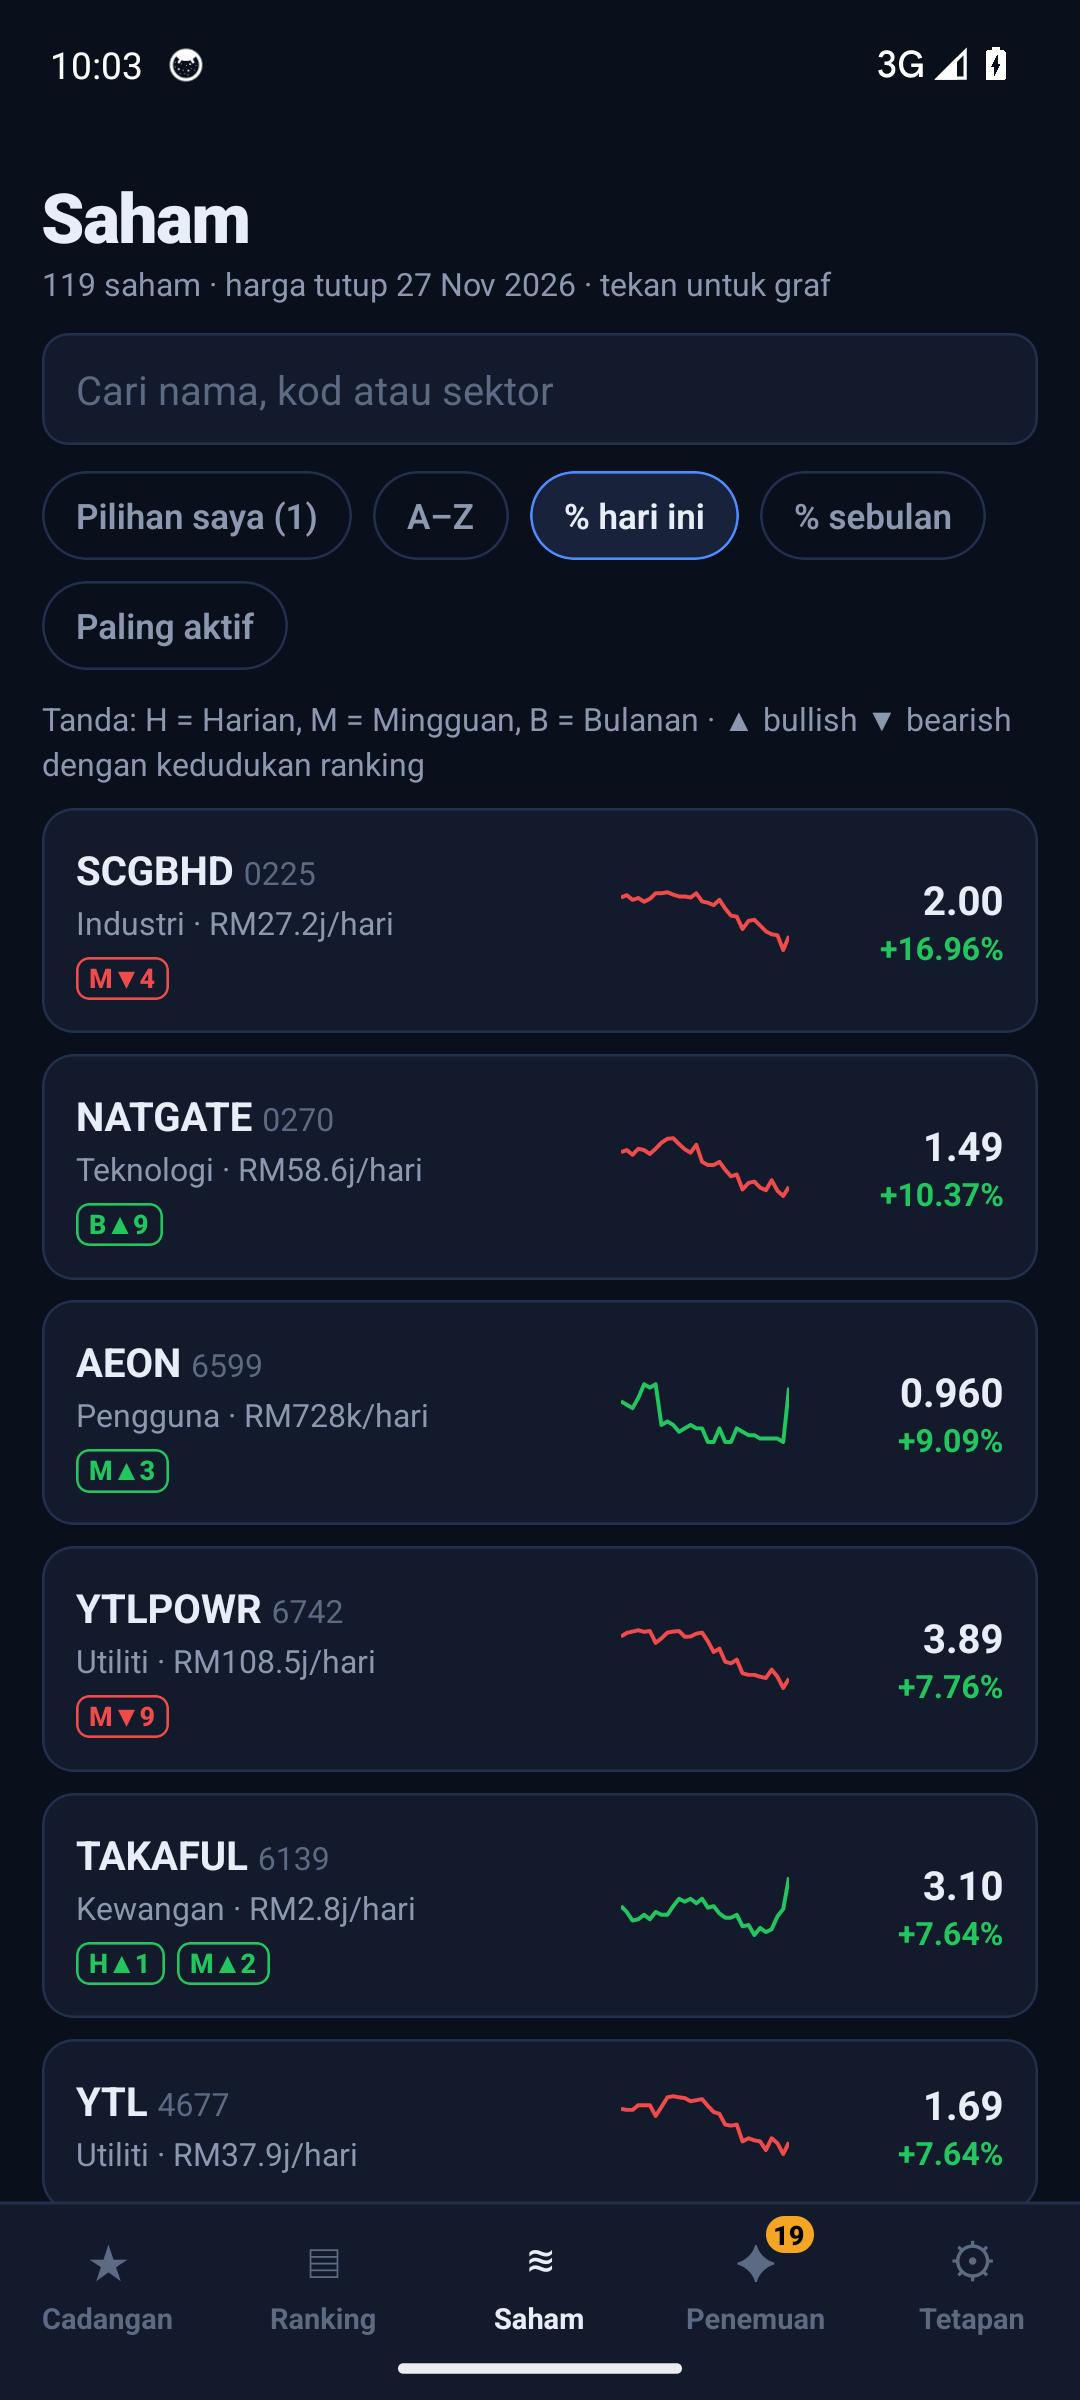 10:03
3G
Saham
119 saham · harga tutup 27 Nov 2026 · tekan untuk graf
Cari nama, kod atau sektor
Pilihan saya (1)
A–Z
% hari ini
% sebulan
Paling aktif
Tanda: H = Harian, M = Mingguan, B = Bulanan · ▲ bullish ▼ bearish
dengan kedudukan ranking
SCGBHD 0225
Industri · RM27.2j/hari
M▼4
2.00
+16.96%
NATGATE 0270
Teknologi · RM58.6j/hari
B▲9
1.49
+10.37%
AEON 6599
Pengguna · RM728k/hari
M▲3
0.960
+9.09%
YTLPOWR 6742
Utiliti · RM108.5j/hari
M▼9
3.89
+7.76%
TAKAFUL 6139
Kewangan · RM2.8j/hari
H▲1 M▲2
3.10
+7.64%
YTL 4677
Utiliti · RM37.9j/hari
1.69
+7.64%
19
Cadangan
Ranking
Saham
Penemuan
Tetapan